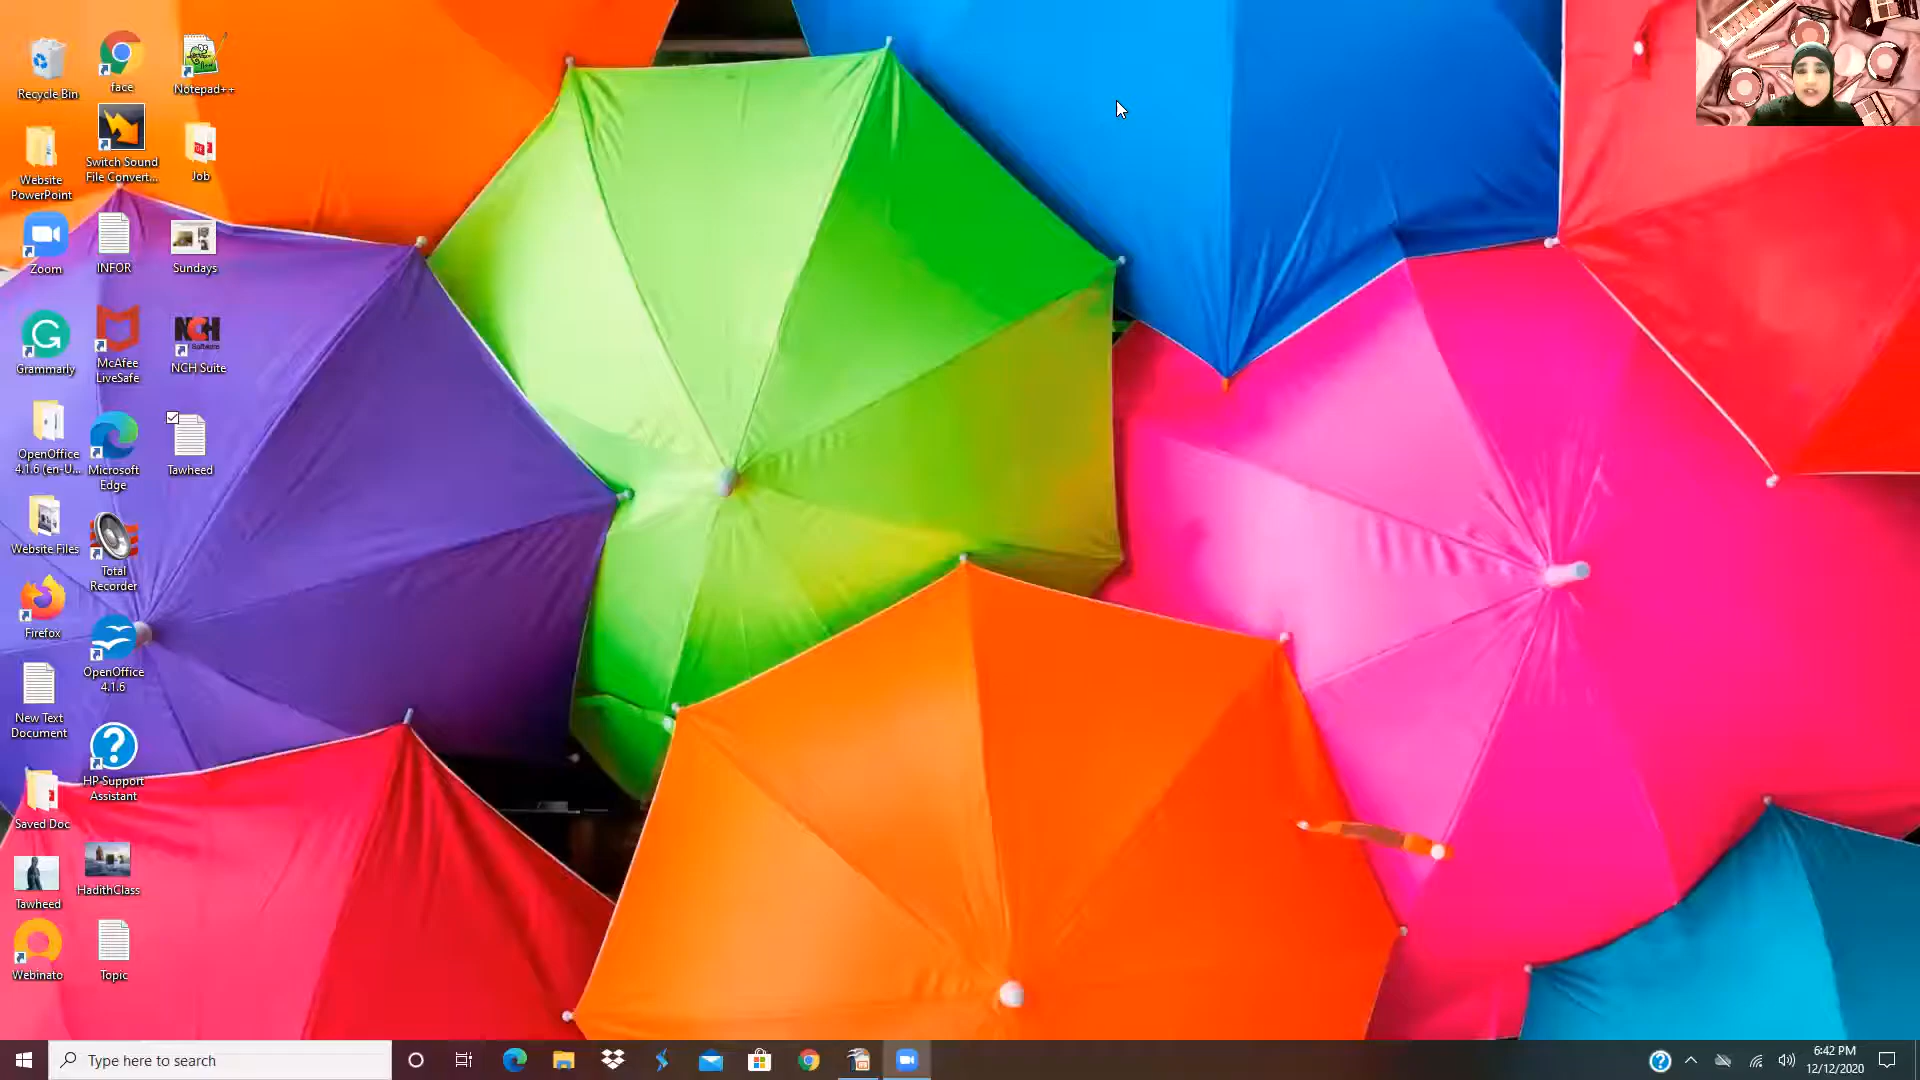 Recycle Bin
face
Notepad++
Website
PowerPoint
Switch Sound
File Convert...
Job
Zoom
INFOR
Sundays
Grammarly
McAfee
LiveSafe
NCH
Software
NCH Suite
OpenOffice
4.1.6 (en-U...
Microsoft
Edge
Tawheed
Website Files
Total
Recorder
Firefox
OpenOffice
4.1.6
New Text
Document
HP Support
Assistant
Saved Doc
Tawheed
HadithClass
Webinato
Topic
Type here to search
6:42 PM
12/12/2020